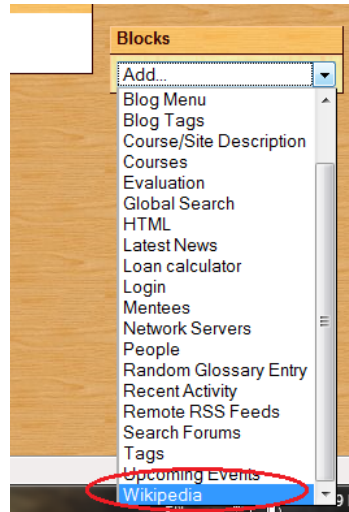 Blocks
Add...
Blog Menu
Blog Tags
Course/Site Description
Courses
Evaluation
Global Search
HTML
Latest News
Loan calculator
Login
Mentees
Network Servers
People
Random Glossary Entry
Recent Activity
Remote RSS Feeds
Search Forums
Tags
Upcoming Events
Wikipedia